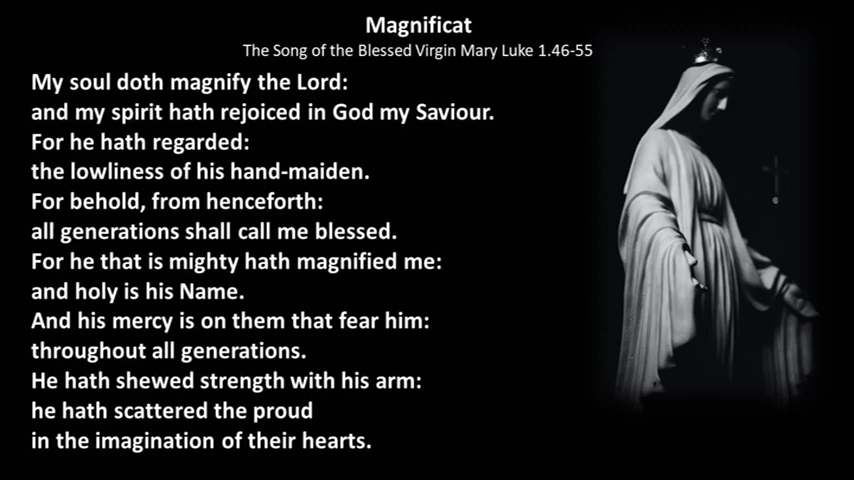 Magnificat
The Song of the Blessed Virgin Mary Luke 1.46-55
My soul doth magnify the Lord:
and my spirit hath rejoiced in God my Saviour.
For he hath regarded:
the lowliness of his hand-maiden.
For behold, from henceforth:
all generations shall call me blessed.
For he that is mighty hath magnified me:
and holy is his Name.
And his mercy is on them that fear him:
throughout all generations.
He hath shewed strength with his arm:
he hath scattered the proud
in the imagination of their hearts.